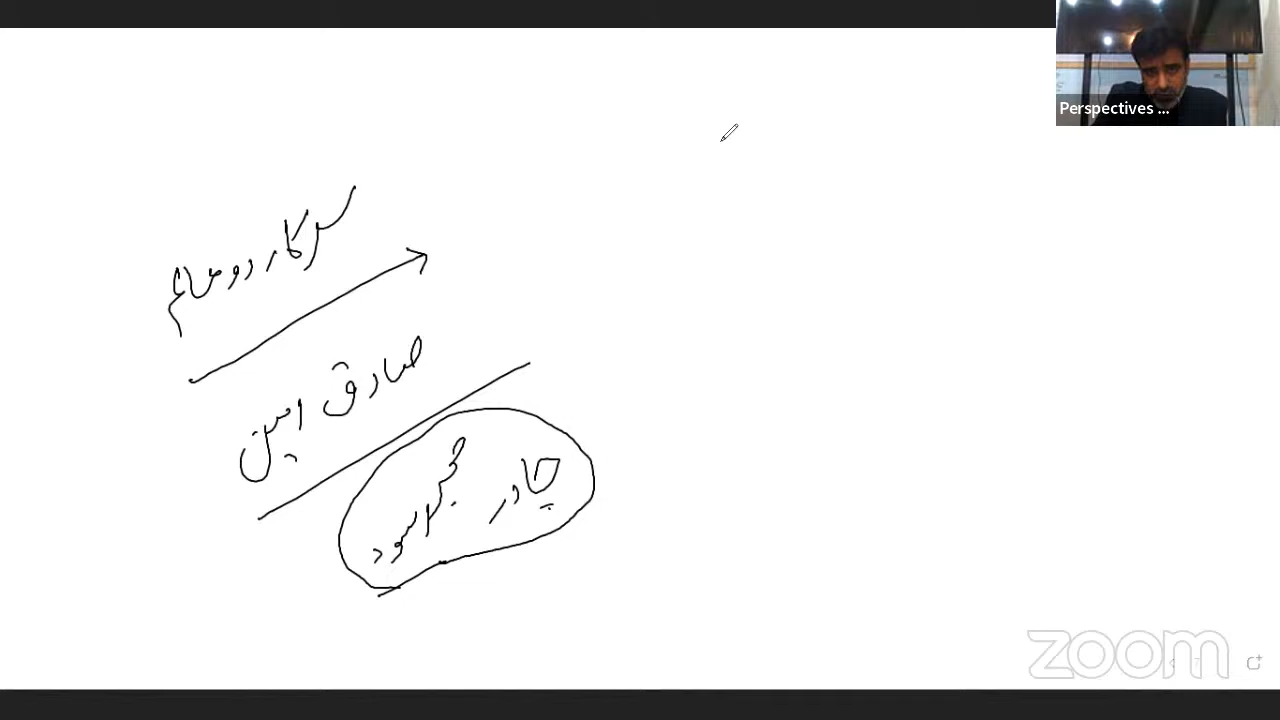 Perspectives ...
سرکار دو عالم
صادق امین
چادر حجر اسود
zoom